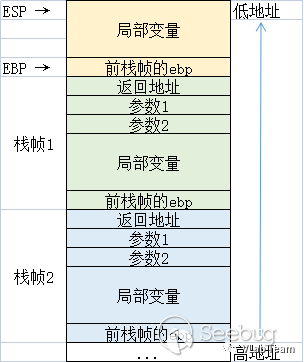 ESP → 低地址
局部变量
EBP → 前栈帧的ebp
返回地址
参数1
参数2
栈帧1
局部变量
前栈帧的ebp
返回地址
参数1
参数2
栈帧2
局部变量
Seebug
前栈帧的ebp
... 高地址